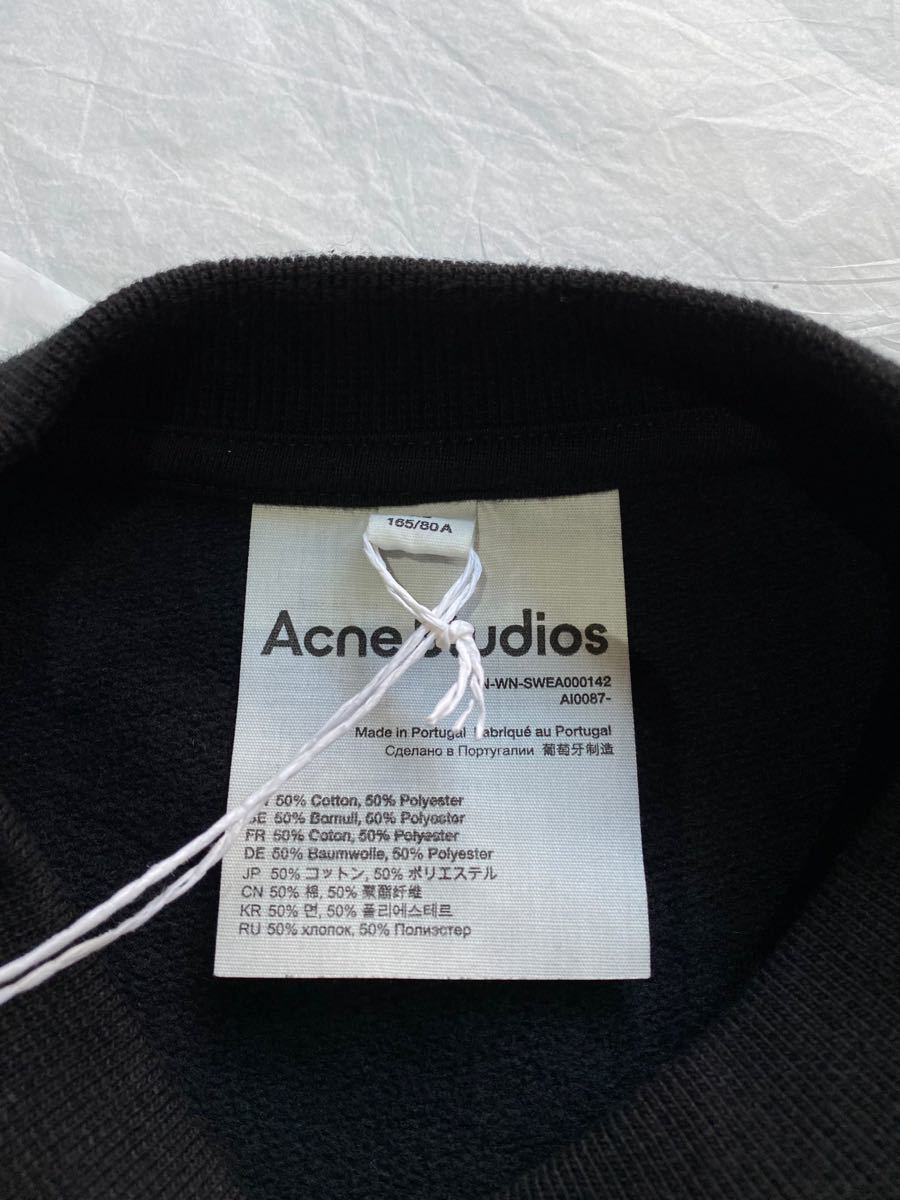 165/80A
Acne Studios
N-WN-SWEA000142
AI0087-
Made in Portugal Fabriqué au Portugal
Сделано в Португалии 葡萄牙制造
50% Cotton, 50% Polyester
SE 50% Bomull, 50% Polyester
FR 50% Coton, 50% Polyester
DE 50% Baumwolle, 50% Polyester
JP 50% コットン, 50% ポリエステル
CN 50% 棉, 50% 聚酯纤维
KR 50% 면, 50% 폴리에스테르
RU 50% хлопок, 50% Полиэстер